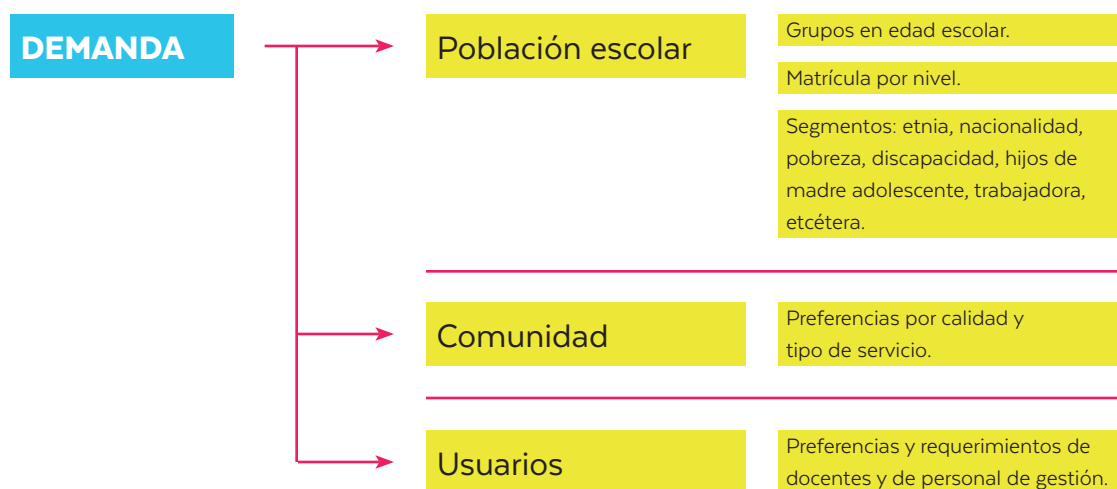 DEMANDA
Población escolar
Grupos en edad escolar.
Matrícula por nivel.
Segmentos: etnia, nacionalidad,
pobreza, discapacidad, hijos de
madre adolescente, trabajadora,
etcétera.
Comunidad
Preferencias por calidad y
tipo de servicio.
Usuarios
Preferencias y requerimientos de
docentes y de personal de gestión.